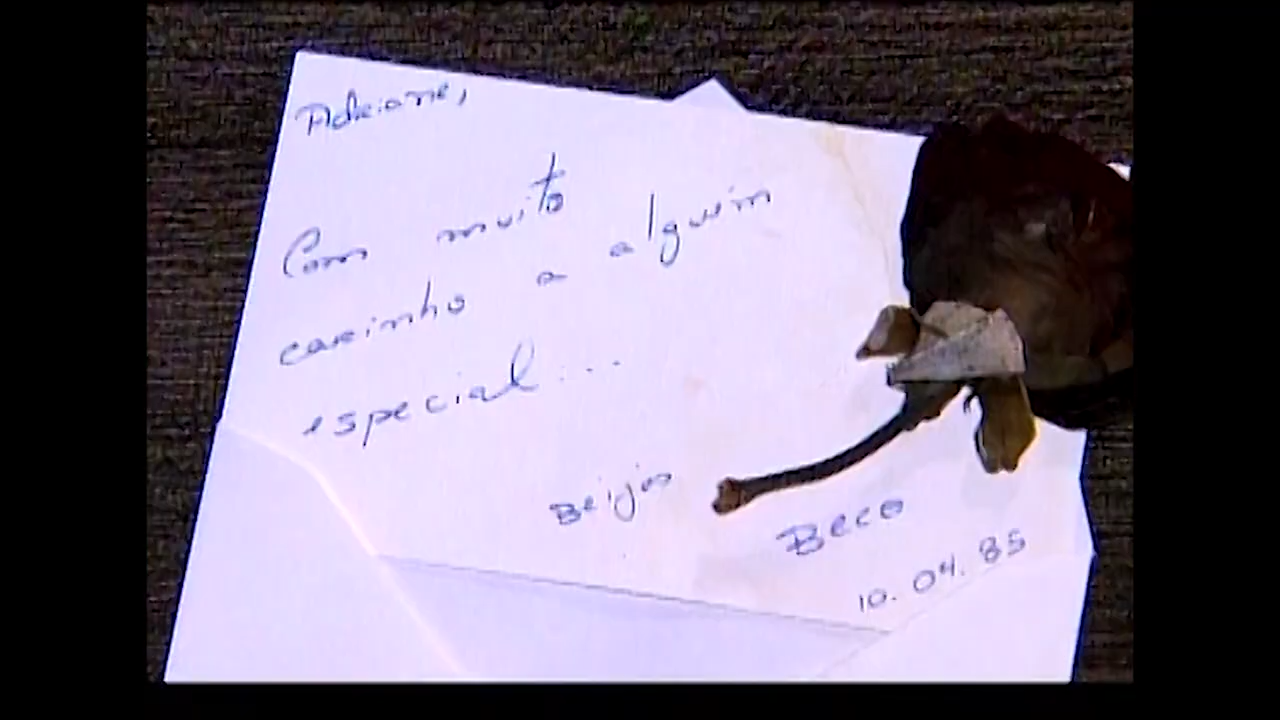 Adriane,
Com muito
carinho a alguém
especial...
Beijos
Beco
10.04.85